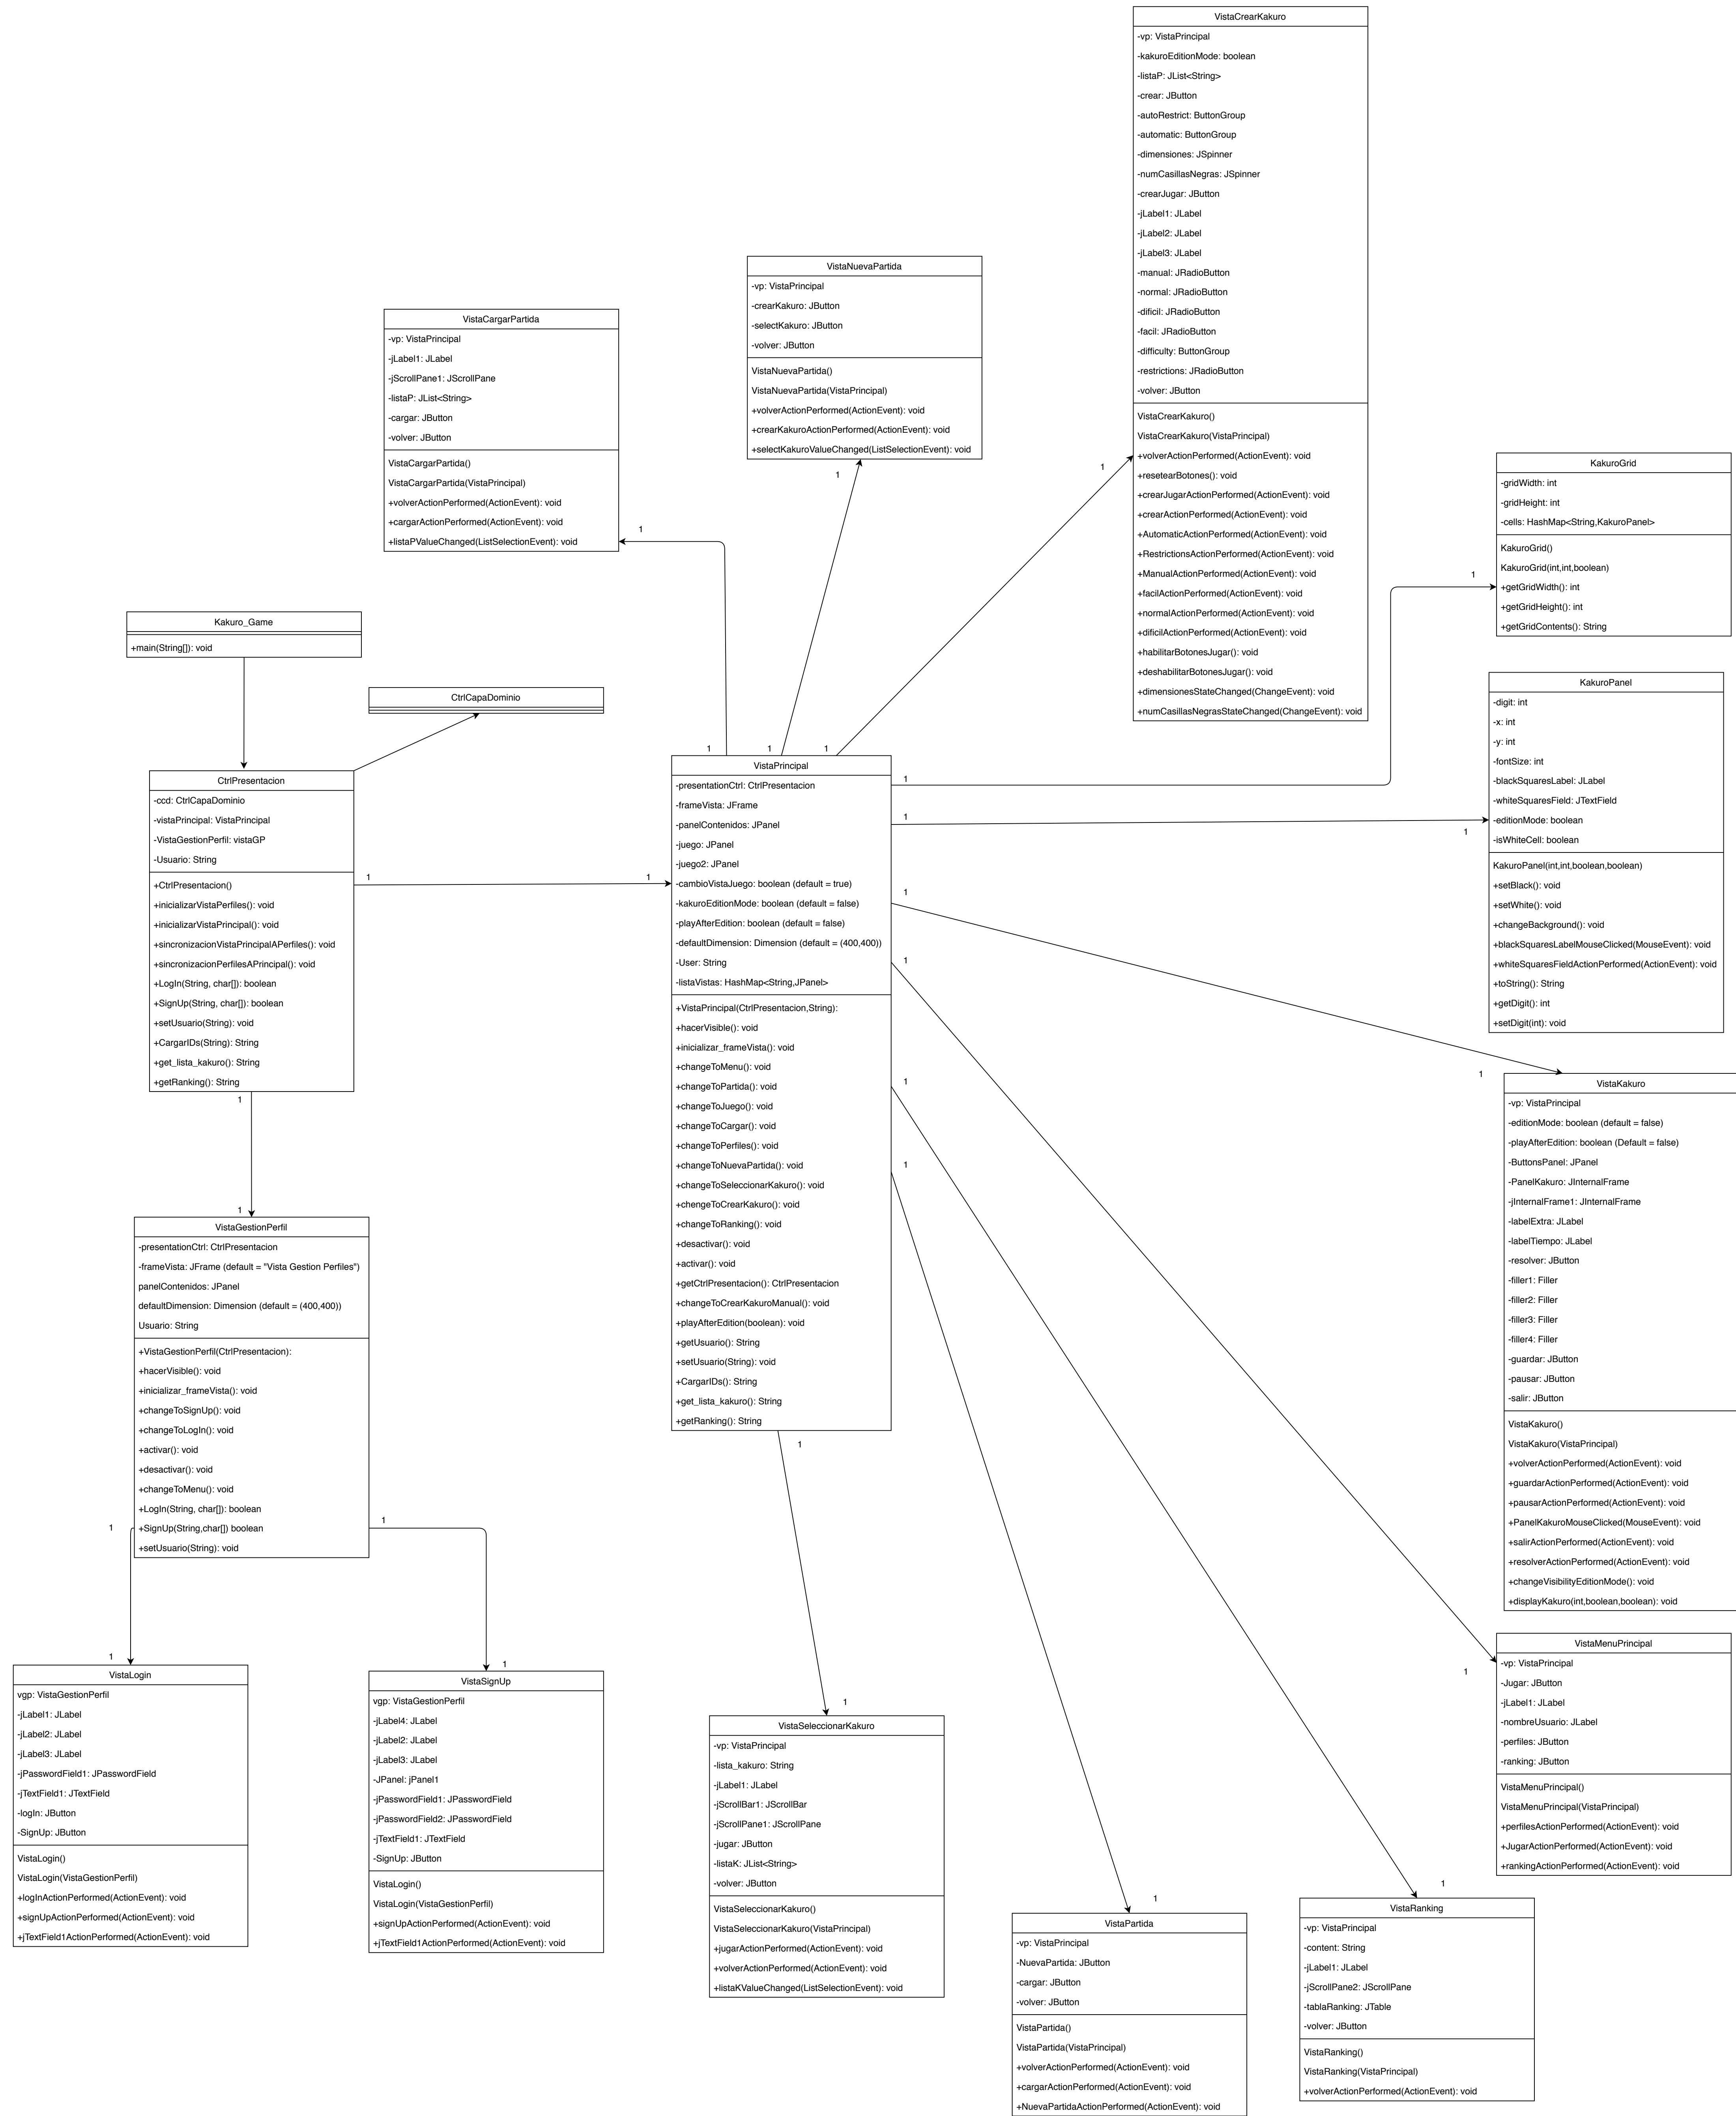 VistaCrearKakuro
-vp: VistaPrincipal
-kakuroEditionMode: boolean
-listaP: JList<String>
-crear: JButton
-autoRestrict: ButtonGroup
-automatic: ButtonGroup
-dimensiones: JSpinner
-numCasillasNegras: JSpinner
-crearJugar: JButton
-jLabel1: JLabel
-jLabel2: JLabel
-jLabel3: JLabel
-manual: JRadioButton
-normal: JRadioButton
-dificil: JRadioButton
-facil: JRadioButton
-difficulty: ButtonGroup
-restrictions: JRadioButton
-volver: JButton
VistaCrearKakuro()
VistaCrearKakuro(VistaPrincipal)
+volverActionPerformed(ActionEvent): void
+resetearBotones(): void
+crearJugarActionPerformed(ActionEvent): void
+crearActionPerformed(ActionEvent): void
+AutomaticActionPerformed(ActionEvent): void
+RestrictionsActionPerformed(ActionEvent): void
+ManualActionPerformed(ActionEvent): void
+facilActionPerformed(ActionEvent): void
+normalActionPerformed(ActionEvent): void
+dificilActionPerformed(ActionEvent): void
+habilitarBotonesJugar(): void
+deshabilitarBotonesJugar(): void
+dimensionesStateChanged(ChangeEvent): void
+numCasillasNegrasStateChanged(ChangeEvent): void
VistaNuevaPartida
-vp: VistaPrincipal
-crearKakuro: JButton
-selectKakuro: JButton
-volver: JButton
VistaNuevaPartida()
VistaNuevaPartida(VistaPrincipal)
+volverActionPerformed(ActionEvent): void
+crearKakuroActionPerformed(ActionEvent): void
+selectKakuroValueChanged(ListSelectionEvent): void
VistaCargarPartida
-vp: VistaPrincipal
-jLabel1: JLabel
-jScrollPane1: JScrollPane
-listaP: JList<String>
-cargar: JButton
-volver: JButton
VistaCargarPartida()
VistaCargarPartida(VistaPrincipal)
+volverActionPerformed(ActionEvent): void
+cargarActionPerformed(ActionEvent): void
+listaPValueChanged(ListSelectionEvent): void
1
1
1
KakuroGrid
-gridWidth: int
-gridHeight: int
-cells: HashMap<String,KakuroPanel>
KakuroGrid()
KakuroGrid(int,int,boolean)
+getGridWidth(): int
+getGridHeight(): int
+getGridContents(): String
1
Kakuro_Game
+main(String[]): void
CtrlCapaDominio
KakuroPanel
-digit: int
-x: int
-y: int
-fontSize: int
-blackSquaresLabel: JLabel
-whiteSquaresField: JTextField
-editionMode: boolean
-isWhiteCell: boolean
KakuroPanel(int,int,boolean,boolean)
+setBlack(): void
+setWhite(): void
+changeBackground(): void
+blackSquaresLabelMouseClicked(MouseEvent): void
+whiteSquaresFieldActionPerformed(ActionEvent): void
+toString(): String
+getDigit(): int
+setDigit(int): void
1
CtrlPresentacion
-ccd: CtrlCapaDominio
-vistaPrincipal: VistaPrincipal
-VistaGestionPerfil: vistaGP
-Usuario: String
+CtrlPresentacion()
+inicializarVistaPerfiles(): void
+inicializarVistaPrincipal(): void
+sincronizacionVistaPrincipalAPerfiles(): void
+sincronizacionPerfilesAPrincipal(): void
+LogIn(String, char[]): boolean
+SignUp(String, char[]): boolean
+setUsuario(String): void
+CargarIDs(String): String
+get_lista_kakuro(): String
+getRanking(): String
1
1
1
1
1
1
VistaPrincipal
-presentationCtrl: CtrlPresentacion
-frameVista: JFrame
-panelContenidos: JPanel
-juego: JPanel
-juego2: JPanel
-cambioVistaJuego: boolean (default = true)
-kakuroEditionMode: boolean (default = false)
-playAfterEdition: boolean (default = false)
-defaultDimension: Dimension (default = (400,400))
-User: String
-listaVistas: HashMap<String,JPanel>
+VistaPrincipal(CtrlPresentacion,String):
+hacerVisible(): void
+inicializar_frameVista(): void
+changeToMenu(): void
+changeToPartida(): void
+changeToJuego(): void
+changeToCargar(): void
+changeToPerfiles(): void
+changeToNuevaPartida(): void
+changeToSeleccionarKakuro(): void
+chengeToCrearKakuro(): void
+changeToRanking(): void
+desactivar(): void
+activar(): void
+getCtrlPresentacion(): CtrlPresentacion
+changeToCrearKakuroManual(): void
+playAfterEdition(boolean): void
+getUsuario(): String
+setUsuario(String): void
+CargarIDs(): String
+get_lista_kakuro(): String
+getRanking(): String
1
1
1
1
1
1
1
1
VistaKakuro
-vp: VistaPrincipal
-editionMode: boolean (default = false)
-playAfterEdition: boolean (Default = false)
-ButtonsPanel: JPanel
-PanelKakuro: JInternalFrame
-jInternalFrame1: JInternalFrame
-labelExtra: JLabel
-labelTiempo: JLabel
-resolver: JButton
-filler1: Filler
-filler2: Filler
-filler3: Filler
-filler4: Filler
-guardar: JButton
-pausar: JButton
-salir: JButton
VistaKakuro()
VistaKakuro(VistaPrincipal)
+volverActionPerformed(ActionEvent): void
+guardarActionPerformed(ActionEvent): void
+pausarActionPerformed(ActionEvent): void
+PanelKakuroMouseClicked(MouseEvent): void
+salirActionPerformed(ActionEvent): void
+resolverActionPerformed(ActionEvent): void
+changeVisibilityEditionMode(): void
+displayKakuro(int,boolean,boolean): void
1
1
VistaGestionPerfil
-presentationCtrl: CtrlPresentacion
-frameVista: JFrame (default = "Vista Gestion Perfiles")
panelContenidos: JPanel
defaultDimension: Dimension (default = (400,400))
Usuario: String
+VistaGestionPerfil(CtrlPresentacion):
+hacerVisible(): void
+inicializar_frameVista(): void
+changeToSignUp(): void
+changeToLogIn(): void
+activar(): void
+desactivar(): void
+changeToMenu(): void
+LogIn(String, char[]): boolean
+SignUp(String,char[]) boolean
+setUsuario(String): void
1
1
1
1
VistaLogin
vgp: VistaGestionPerfil
-jLabel1: JLabel
-jLabel2: JLabel
-jLabel3: JLabel
-jPasswordField1: JPasswordField
-jTextField1: JTextField
-logIn: JButton
-SignUp: JButton
VistaLogin()
VistaLogin(VistaGestionPerfil)
+logInActionPerformed(ActionEvent): void
+signUpActionPerformed(ActionEvent): void
+jTextField1ActionPerformed(ActionEvent): void
VistaSignUp
vgp: VistaGestionPerfil
-jLabel4: JLabel
-jLabel2: JLabel
-jLabel3: JLabel
-JPanel: jPanel1
-jPasswordField1: JPasswordField
-jPasswordField2: JPasswordField
-jTextField1: JTextField
-SignUp: JButton
VistaLogin()
VistaLogin(VistaGestionPerfil)
+signUpActionPerformed(ActionEvent): void
+jTextField1ActionPerformed(ActionEvent): void
1
VistaSeleccionarKakuro
-vp: VistaPrincipal
-lista_kakuro: String
-jLabel1: JLabel
-jScrollBar1: JScrollBar
-jScrollPane1: JScrollPane
-jugar: JButton
-listaK: JList<String>
-volver: JButton
VistaSeleccionarKakuro()
VistaSeleccionarKakuro(VistaPrincipal)
+jugarActionPerformed(ActionEvent): void
+volverActionPerformed(ActionEvent): void
+listaKValueChanged(ListSelectionEvent): void
1
VistaMenuPrincipal
-vp: VistaPrincipal
-Jugar: JButton
-jLabel1: JLabel
-nombreUsuario: JLabel
-perfiles: JButton
-ranking: JButton
VistaMenuPrincipal()
VistaMenuPrincipal(VistaPrincipal)
+perfilesActionPerformed(ActionEvent): void
+JugarActionPerformed(ActionEvent): void
+rankingActionPerformed(ActionEvent): void
1
VistaPartida
-vp: VistaPrincipal
-NuevaPartida: JButton
-cargar: JButton
-volver: JButton
VistaPartida()
VistaPartida(VistaPrincipal)
+volverActionPerformed(ActionEvent): void
+cargarActionPerformed(ActionEvent): void
+NuevaPartidaActionPerformed(ActionEvent): void
1
VistaRanking
-vp: VistaPrincipal
-content: String
-jLabel1: JLabel
-jScrollPane2: JScrollPane
-tablaRanking: JTable
-volver: JButton
VistaRanking()
VistaRanking(VistaPrincipal)
+volverActionPerformed(ActionEvent): void